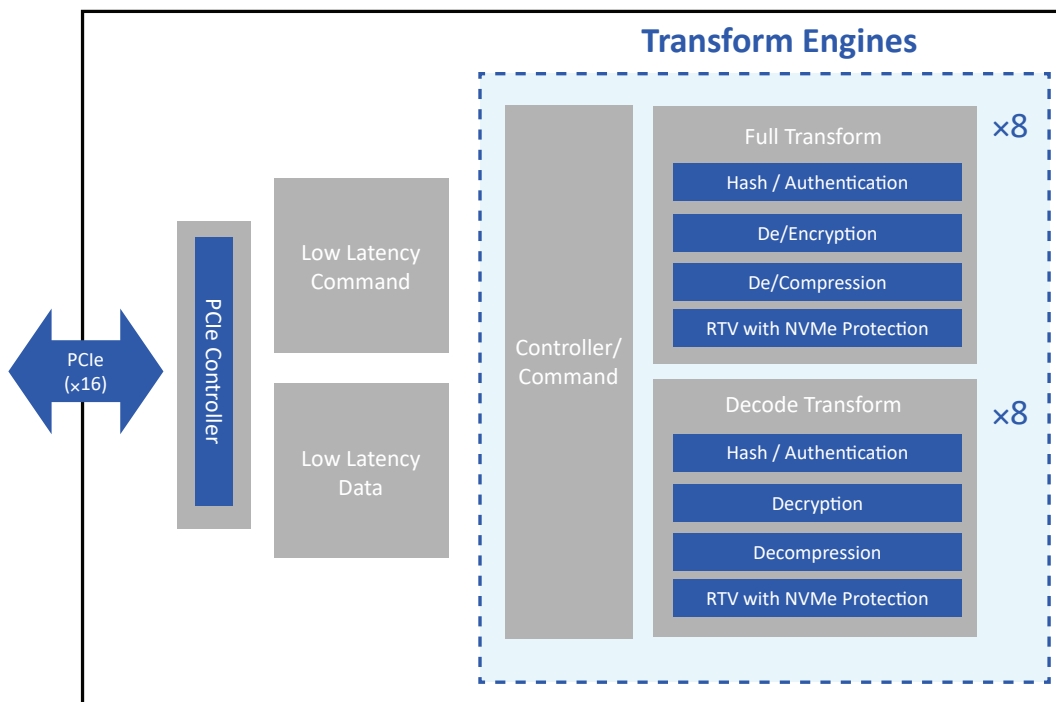 Transform Engines
PCIe
(×16)
PCIe Controller
Low Latency
Command
Low Latency
Data
Controller/
Command
Full Transform
×8
Hash / Authentication
De/Encryption
De/Compression
RTV with NVMe Protection
Decode Transform
×8
Hash / Authentication
Decryption
Decompression
RTV with NVMe Protection